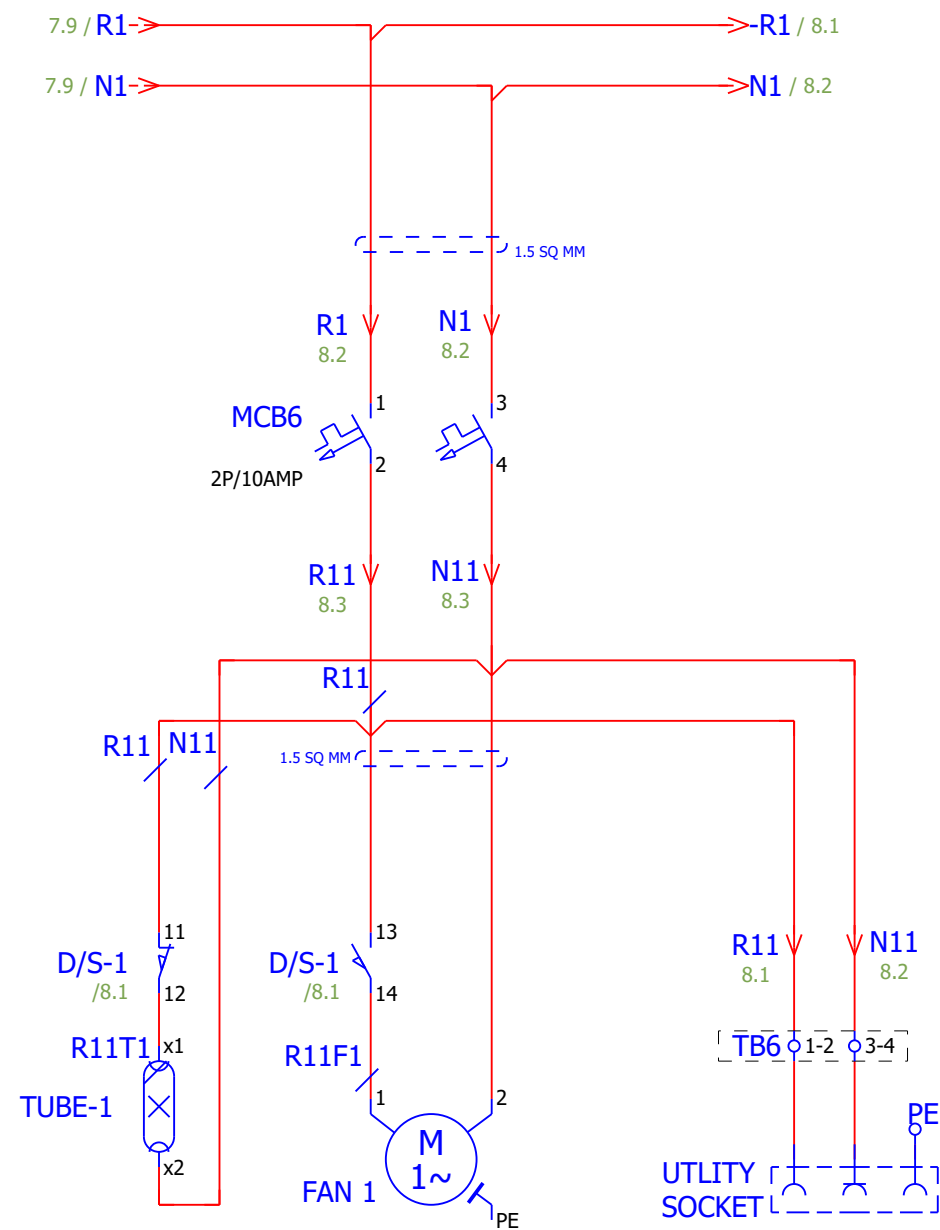 7.9 / R1
-R1 / 8.1
7.9 / N1
N1 / 8.2
1.5 SQ MM
R1
8.2
N1
8.2
MCB6
2P/10AMP
1
2
3
4
R11
8.3
N11
8.3
R11
R11
N11
1.5 SQ MM
11
D/S-1
/8.1
12
13
D/S-1
/8.1
14
R11
8.1
N11
8.2
R11T1
x1
TUBE-1
x2
R11F1
1
2
M
1~
FAN 1
PE
TB6
1-2
3-4
PE
UTLITY
SOCKET